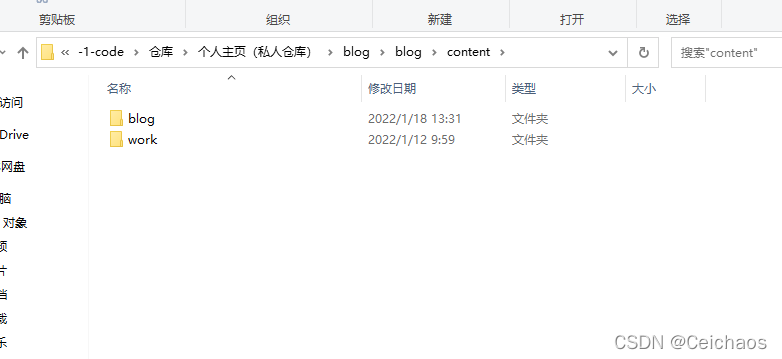 剪贴板 组织 新建 打开 选择
« -1-code › 仓库 › 个人主页（私人仓库） › blog › blog › content › 搜索"content"
名称 修改日期 类型 大小
访问
blog 2022/1/18 13:31 文件夹
Drive
work 2022/1/12 9:59 文件夹
网盘
脑
对象
频
片
档
载
乐
CSDN @Ceichaos